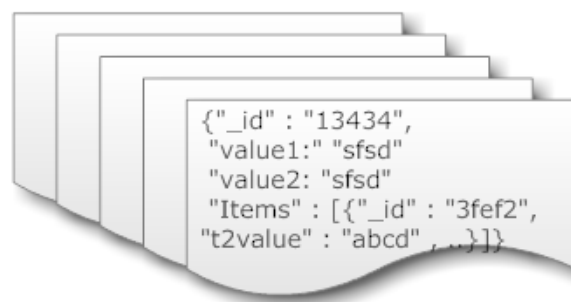 {"_id" : "13434",
"value1:" "sfsd"
"value2: "sfsd"
"Items" : [{"_id" : "3fef2",
"t2value" : "abcd" , ..}]}